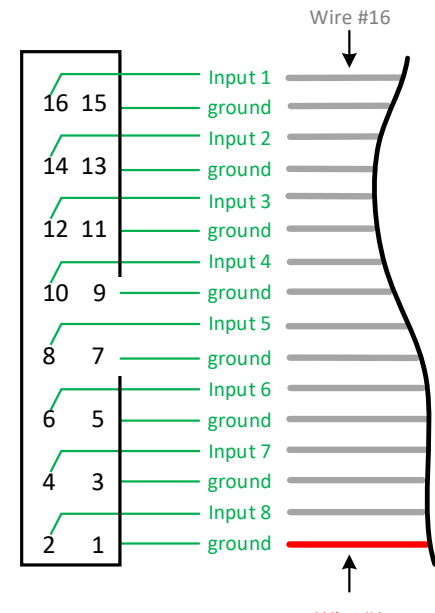 Wire #16
Input 1
16 15 ground
Input 2
14 13 ground
Input 3
12 11 ground
Input 4
10 9 ground
Input 5
8 7 ground
Input 6
6 5 ground
Input 7
4 3 ground
Input 8
2 1 ground